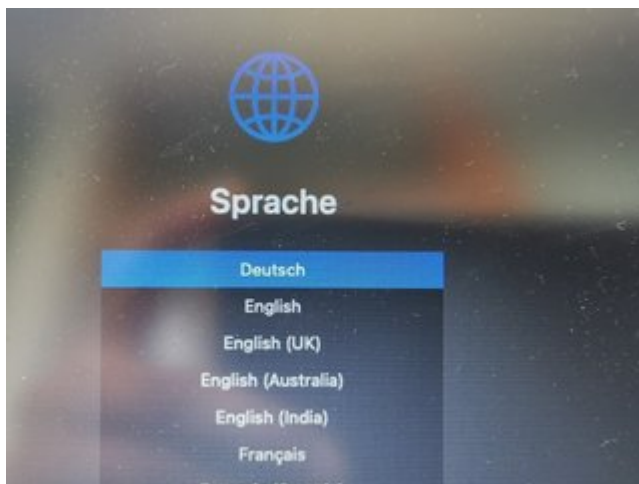 Sprache
Deutsch
English
English (UK)
English (Australia)
English (India)
Français